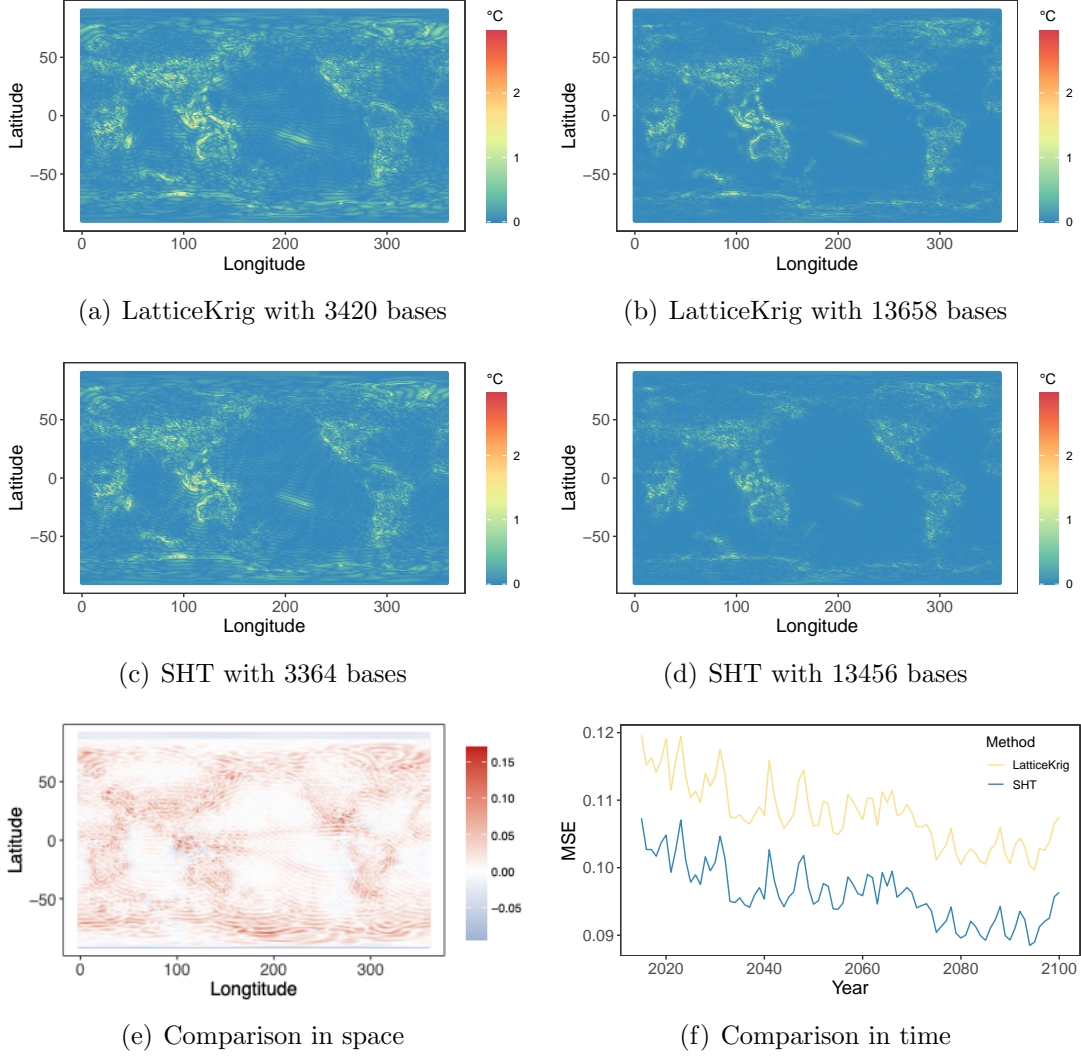 °C
50
0
−50
Latitude
2
1
0
0
100
200
300
Longitude
(a) LatticeKrig with 3420 bases
°C
50
0
−50
Latitude
2
1
0
0
100
200
300
Longitude
(b) LatticeKrig with 13658 bases
°C
50
0
−50
Latitude
2
1
0
0
100
200
300
Longitude
(c) SHT with 3364 bases
°C
50
0
−50
Latitude
2
1
0
0
100
200
300
Longitude
(d) SHT with 13456 bases
50
0
−50
Latitude
0.15
0.10
0.05
0.00
−0.05
0
100
200
300
Longtitude
(e) Comparison in space
0.12
0.11
0.10
0.09
MSE
Method
LatticeKrig
SHT
2020
2040
2060
2080
2100
Year
(f) Comparison in time